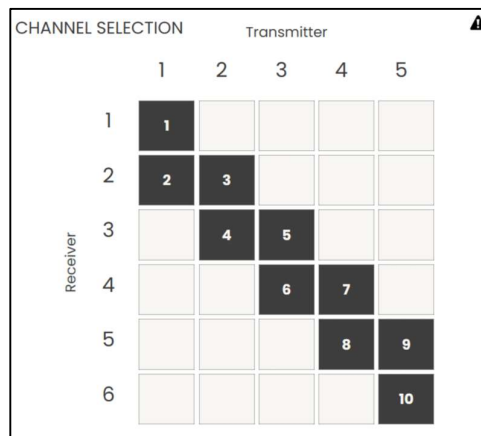 CHANNEL SELECTION
Transmitter
1 2 3 4 5
1 1
2 2 3
3 4 5
4 6 7
5 8 9
6 10
Receiver